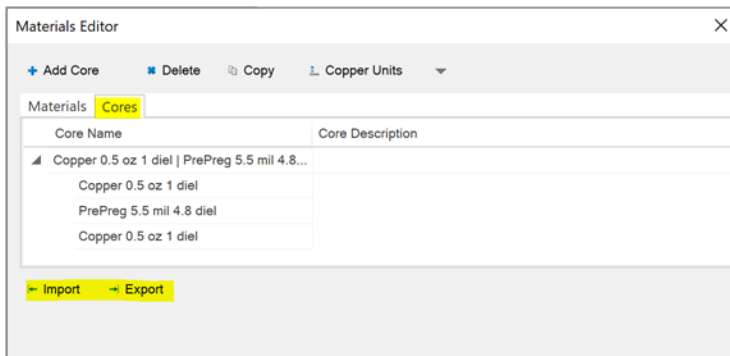 Materials Editor
Add Core Delete Copy Copper Units
Materials Cores
Core Name Core Description
Copper 0.5 oz 1 diel | PrePreg 5.5 mil 4.8...
Copper 0.5 oz 1 diel
PrePreg 5.5 mil 4.8 diel
Copper 0.5 oz 1 diel
Import Export